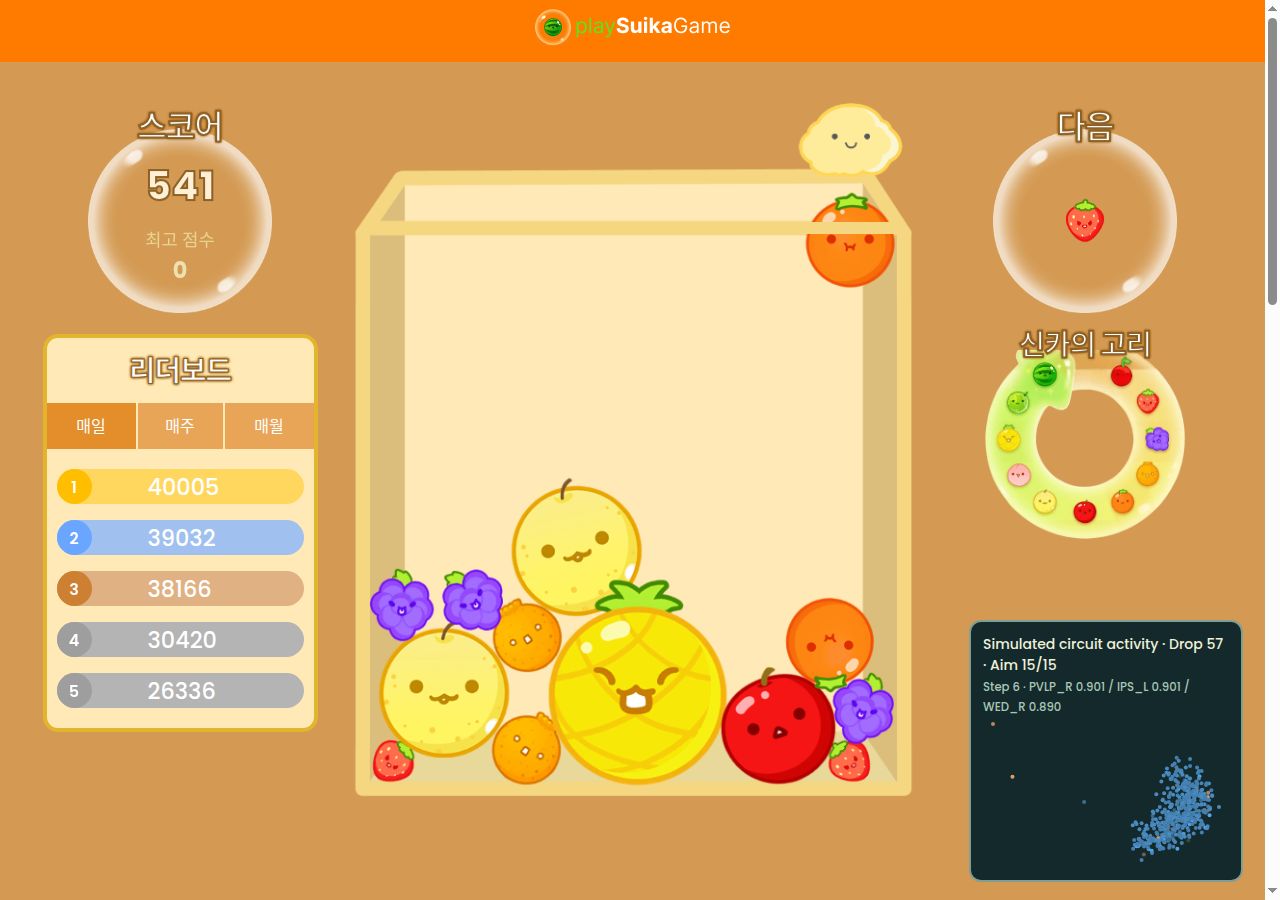 playSuikaGame
스코어
541
최고 점수
0
리더보드
매일 매주 매월
1 40005
2 39032
3 38166
4 30420
5 26336
다음
신카의 고리
Simulated circuit activity · Drop 57
· Aim 15/15
Step 6 · PVLP_R 0.901 / IPS_L 0.901 /
WED_R 0.890